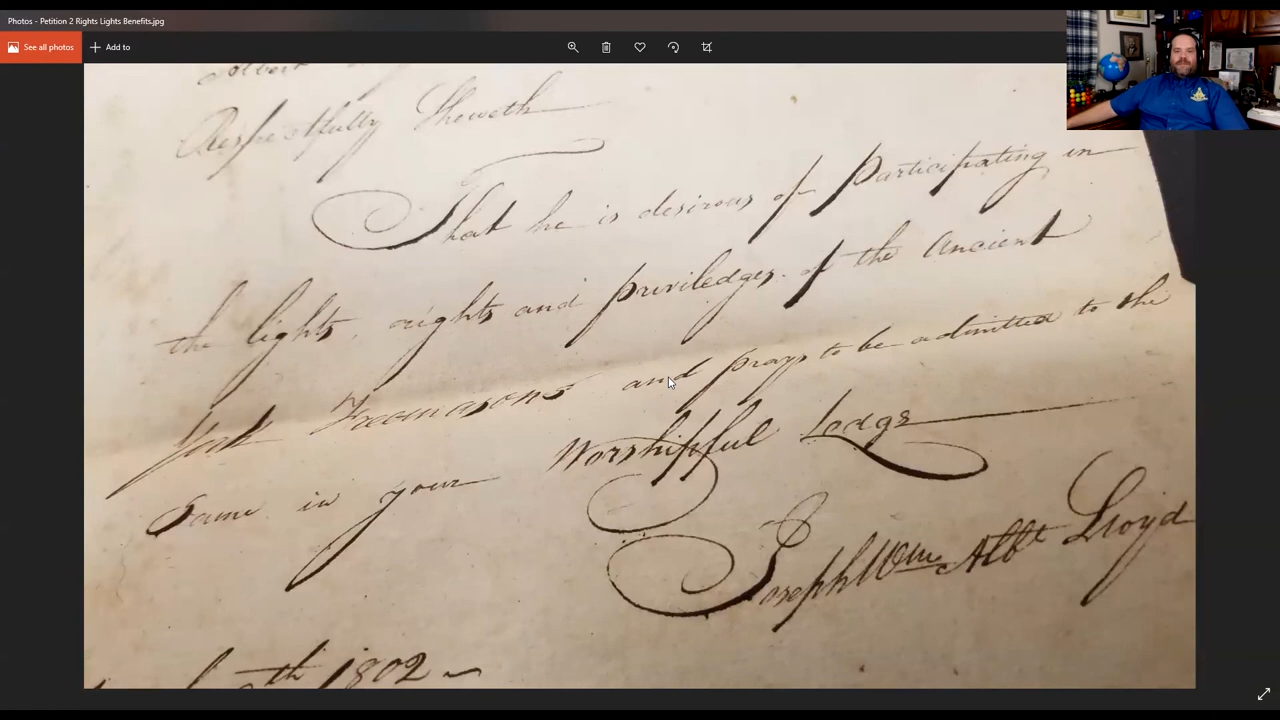 Photos - Petition 2 Rights Lights Benefits.jpg
See all photos
Add to
Albert
Respectfully Sheweth
That he is desirous of Participating in
the lights, rights and priviledges of the Ancient
York Freemasons and prays to be admitted to the
Same in your Worshipful Lodge
Joseph Wm Albt Lloyd
th 1802